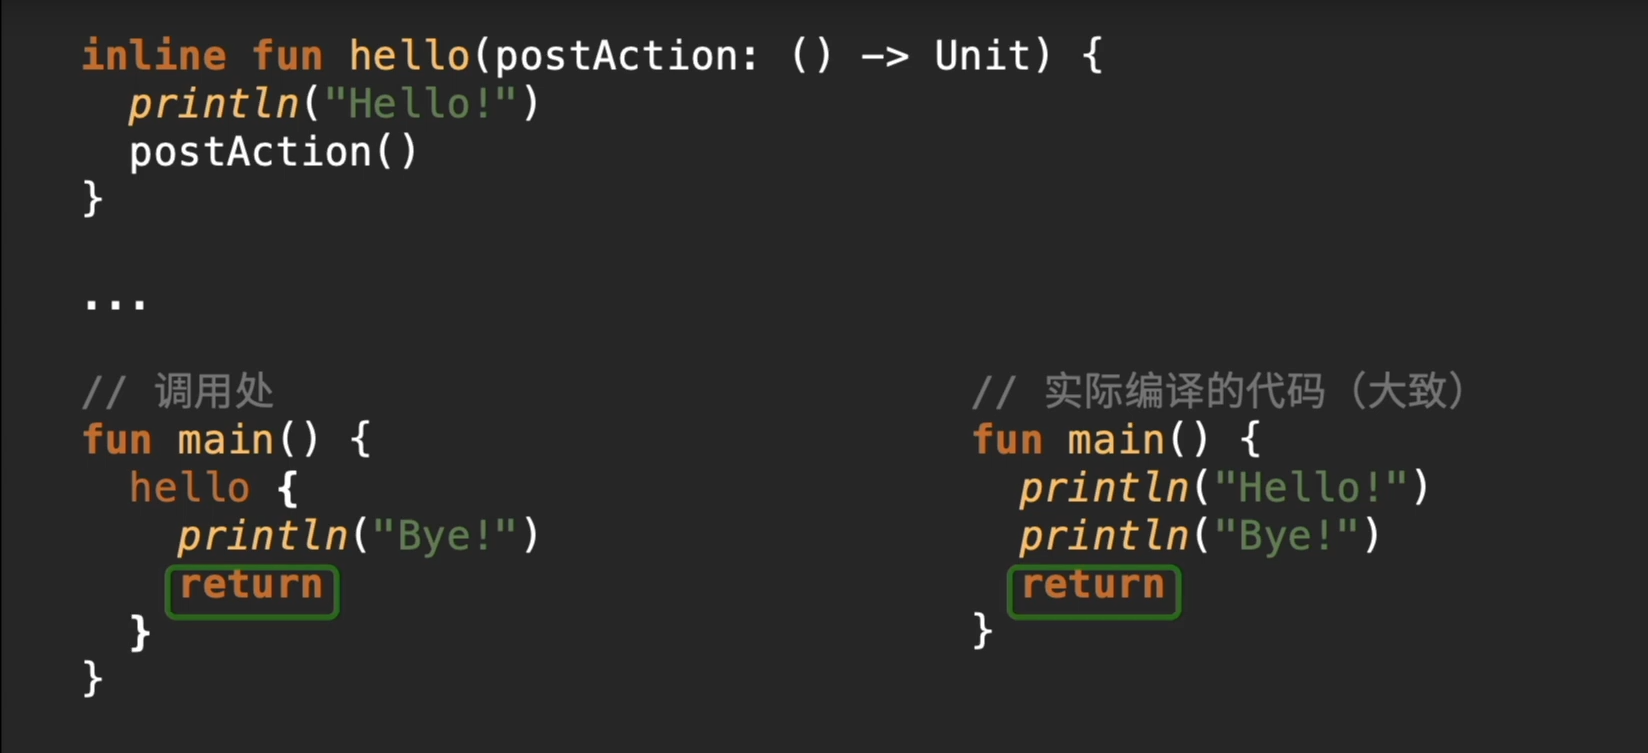 inline fun hello(postAction: () -> Unit) {
println("Hello!")
postAction()
}
...
// 调用处
fun main() {
hello {
println("Bye!")
return
}
}
// 实际编译的代码（大致）
fun main() {
println("Hello!")
println("Bye!")
return
}